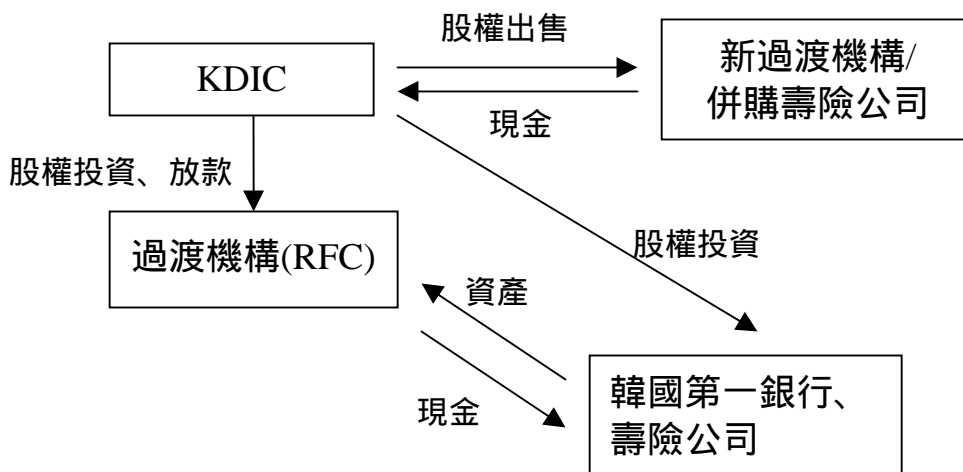 股權出售
KDIC
新過渡機構/
併購壽險公司
現金
股權投資、放款
過渡機構(RFC)
股權投資
資產
現金
韓國第一銀行、
壽險公司